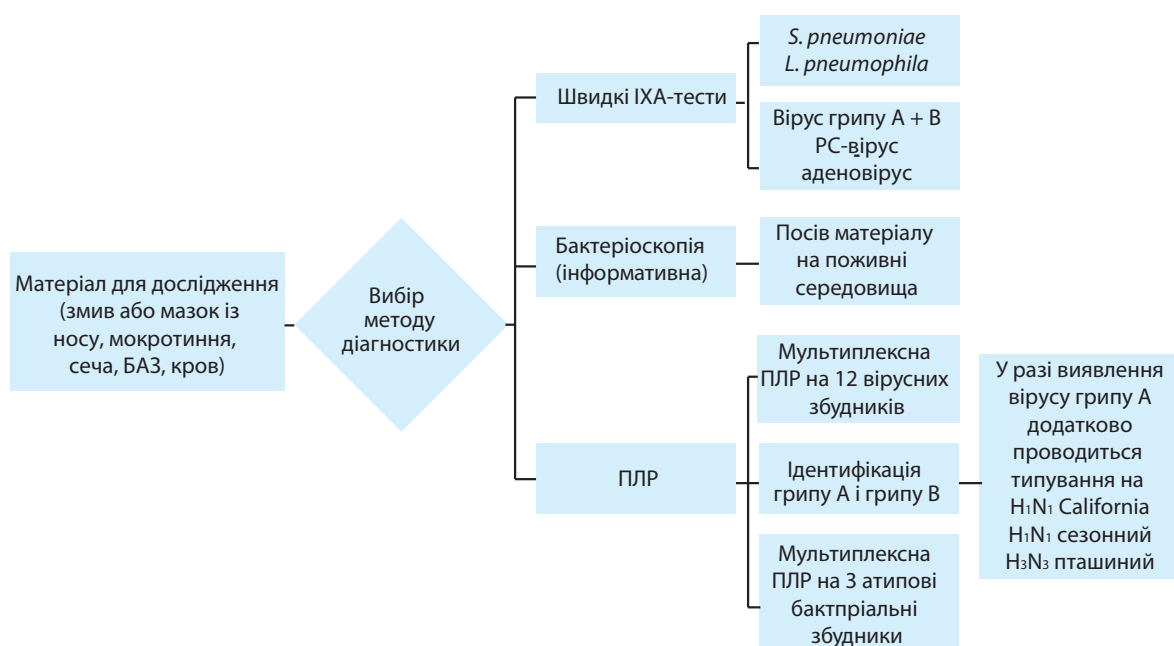 Матеріал для дослідження
(змив або мазок із
носу, мокротиння,
сеча, БАЗ, кров)
Вибір
методу
діагностики
Швидкі ІХА-тести
S. pneumoniae
L. pneumophila
Вірус грипу А + В
РС-вірус
аденовірус
Бактеріоскопія
(інформативна)
Посів матеріалу
на поживні
середовища
ПЛР
Мультиплексна
ПЛР на 12 вірусних
збудників
Ідентифікація
грипу А і грипу В
Мультиплексна
ПЛР на 3 атипові
бактпріальні
збудники
У разі виявлення
вірусу грипу А
додатково
проводиться
типування на
H₁N₁ California
H₁N₁ сезонний
H₃N₃ пташиний